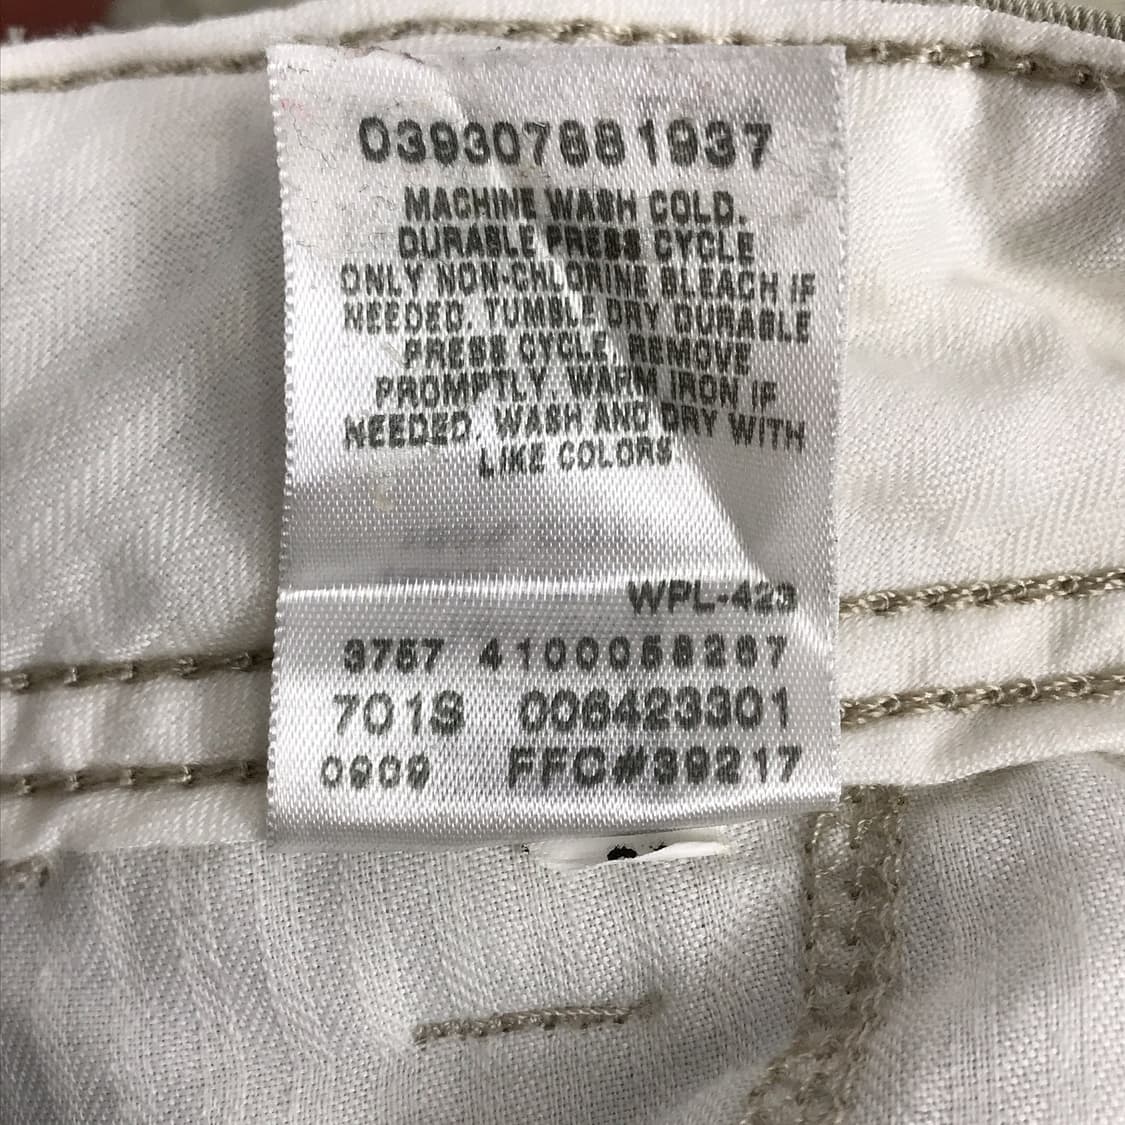 039307881937
MACHINE WASH COLD.
DURABLE PRESS CYCLE
ONLY NON-CHLORINE BLEACH IF
NEEDED. TUMBLE DRY DURABLE
PRESS CYCLE, REMOVE
PROMPTLY. WARM IRON IF
NEEDED. WASH AND DRY WITH
LIKE COLORS
WPL-423
3757 4100058267
701S 006423301
0909 FFC#39217